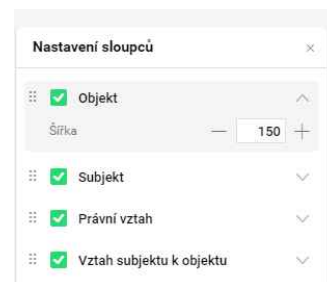 Nastavení sloupců
Objekt
Šířka 150
Subjekt
Právní vztah
Vztah subjektu k objektu